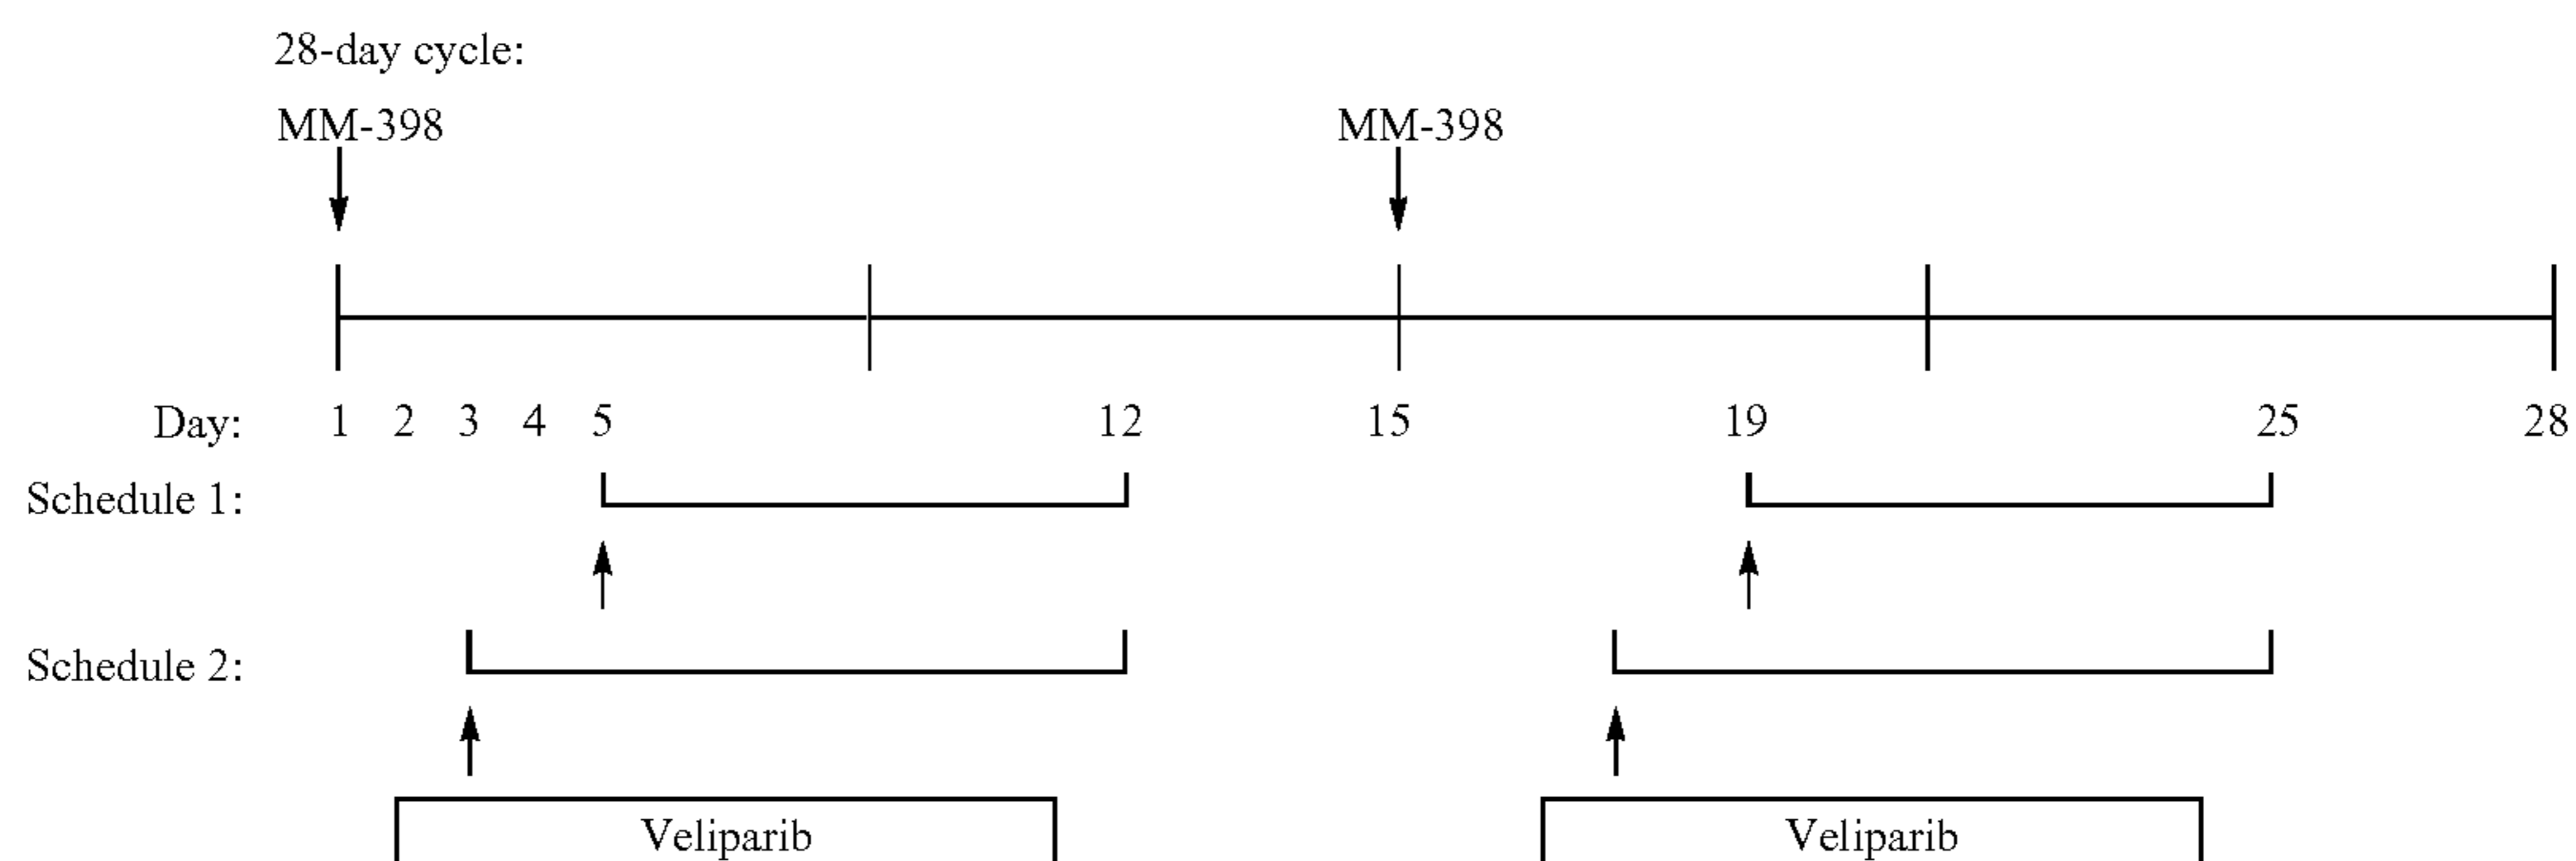 28-day cycle:
MM-398 MM-398
Day: 1 2 3 4 5 12 15 19 25 28
Schedule 1:
Schedule 2:
Veliparib Veliparib